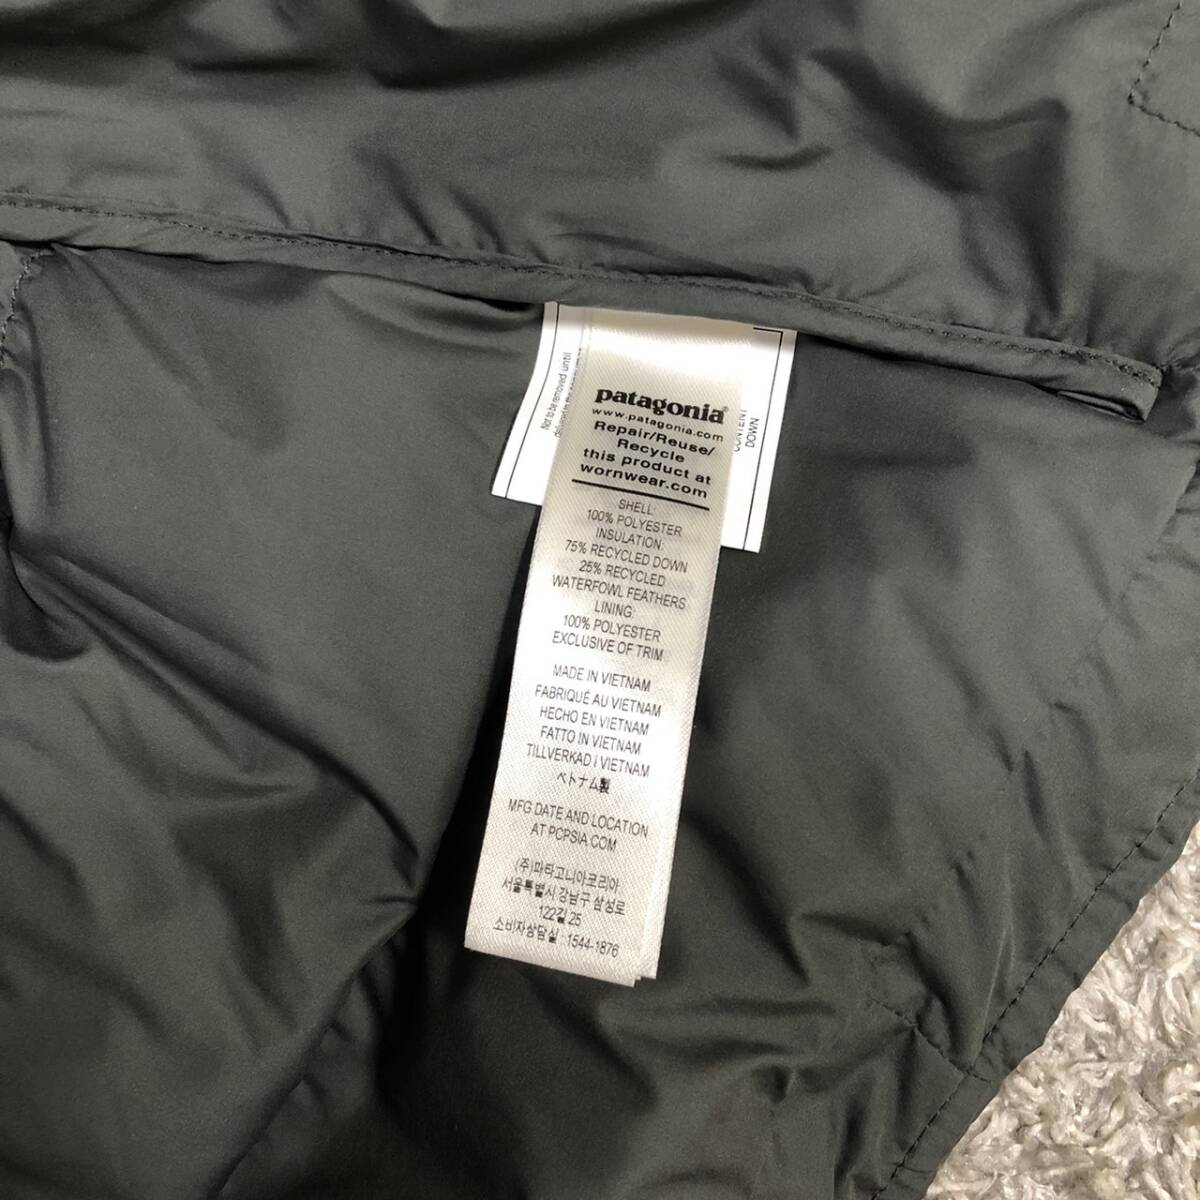 patagonia®
www.patagonia.com
Repair/Reuse/
Recycle
this product at
wornwear.com
SHELL:
100% POLYESTER
INSULATION:
75% RECYCLED DOWN
25% RECYCLED
WATERFOWL FEATHERS
LINING:
100% POLYESTER
EXCLUSIVE OF TRIM
MADE IN VIETNAM
FABRIQUÉ AU VIETNAM
HECHO EN VIETNAM
FATTO IN VIETNAM
TILLVERKAD I VIETNAM
ベトナム製
MFG DATE AND LOCATION
AT PCPSIA.COM
(주)파타고니아코리아
서울특별시 강남구 삼성로
122길 25
소비자상담실: 1544-1876
Not to be removed until
delivered to the
CONTENT
DOWN